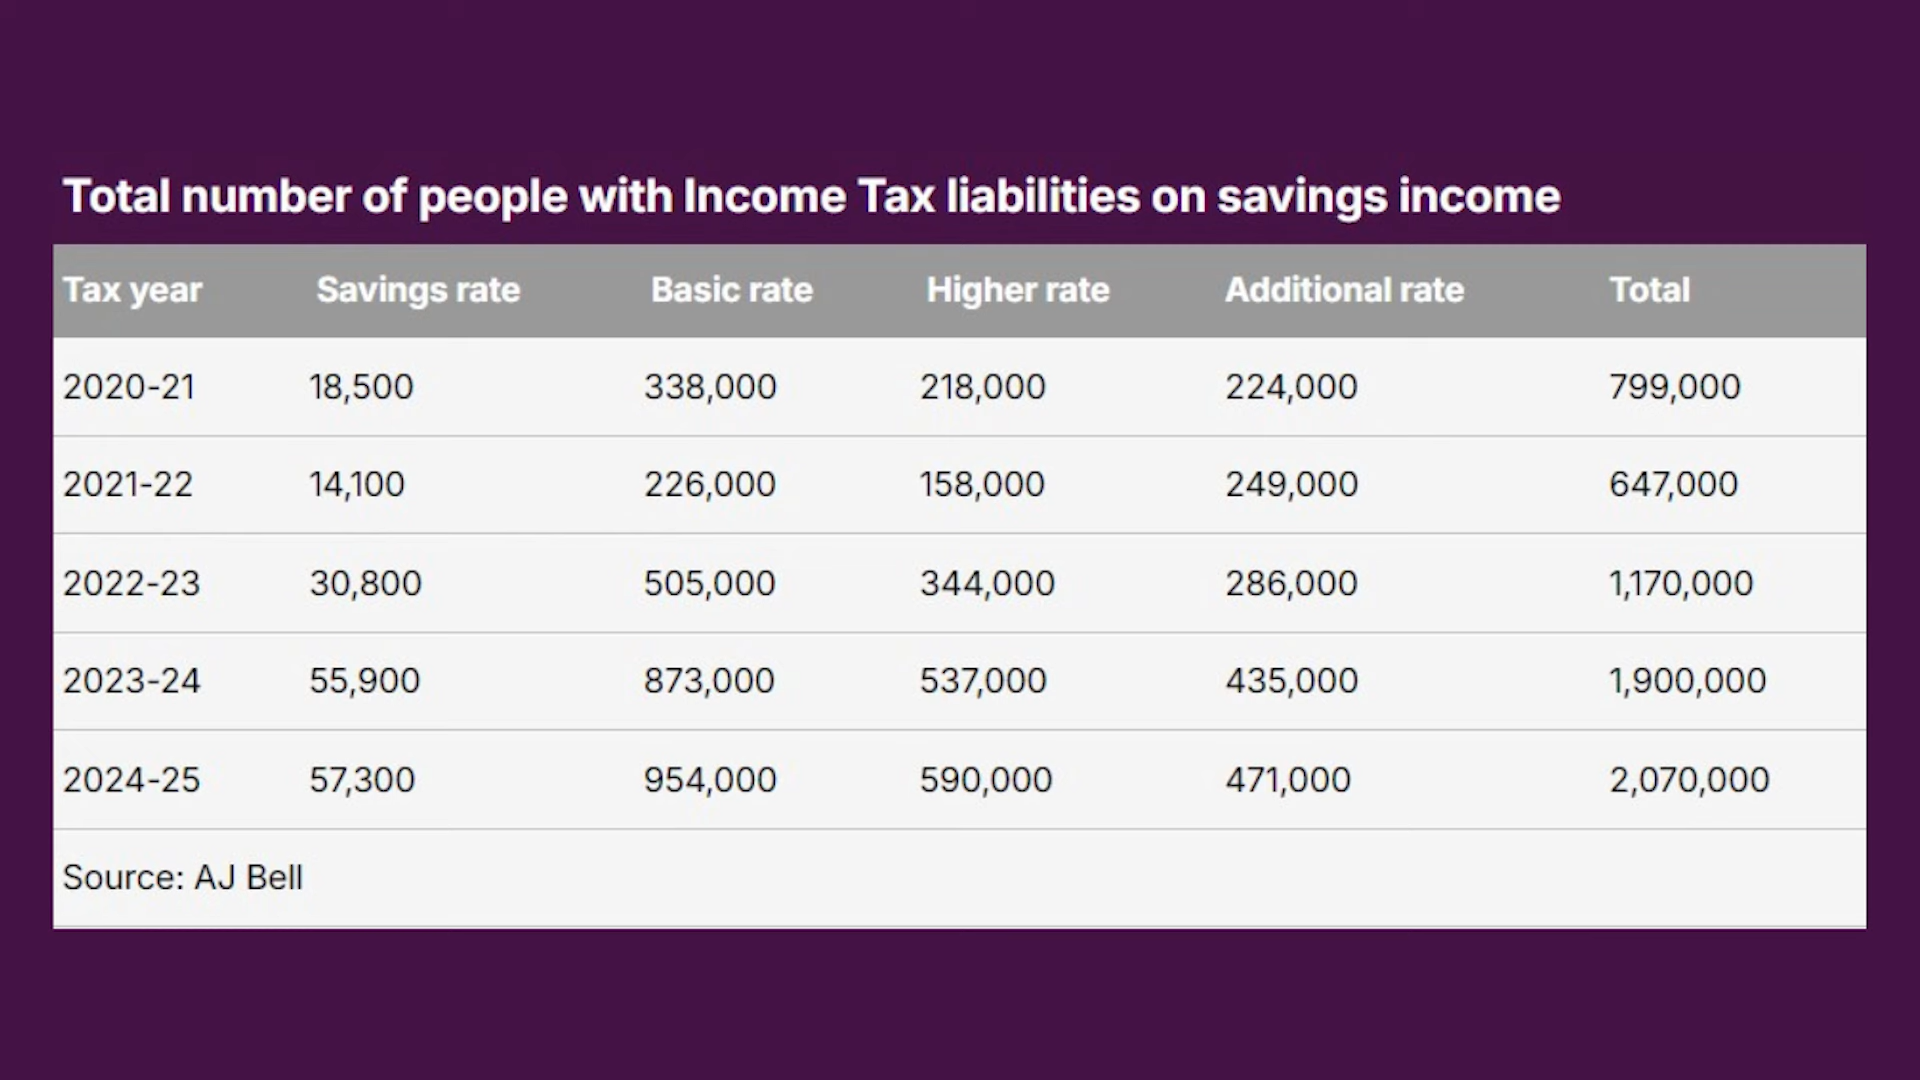 Total number of people with Income Tax liabilities on savings income
Tax year Savings rate Basic rate Higher rate Additional rate Total
2020-21 18,500 338,000 218,000 224,000 799,000
2021-22 14,100 226,000 158,000 249,000 647,000
2022-23 30,800 505,000 344,000 286,000 1,170,000
2023-24 55,900 873,000 537,000 435,000 1,900,000
2024-25 57,300 954,000 590,000 471,000 2,070,000
Source: AJ Bell